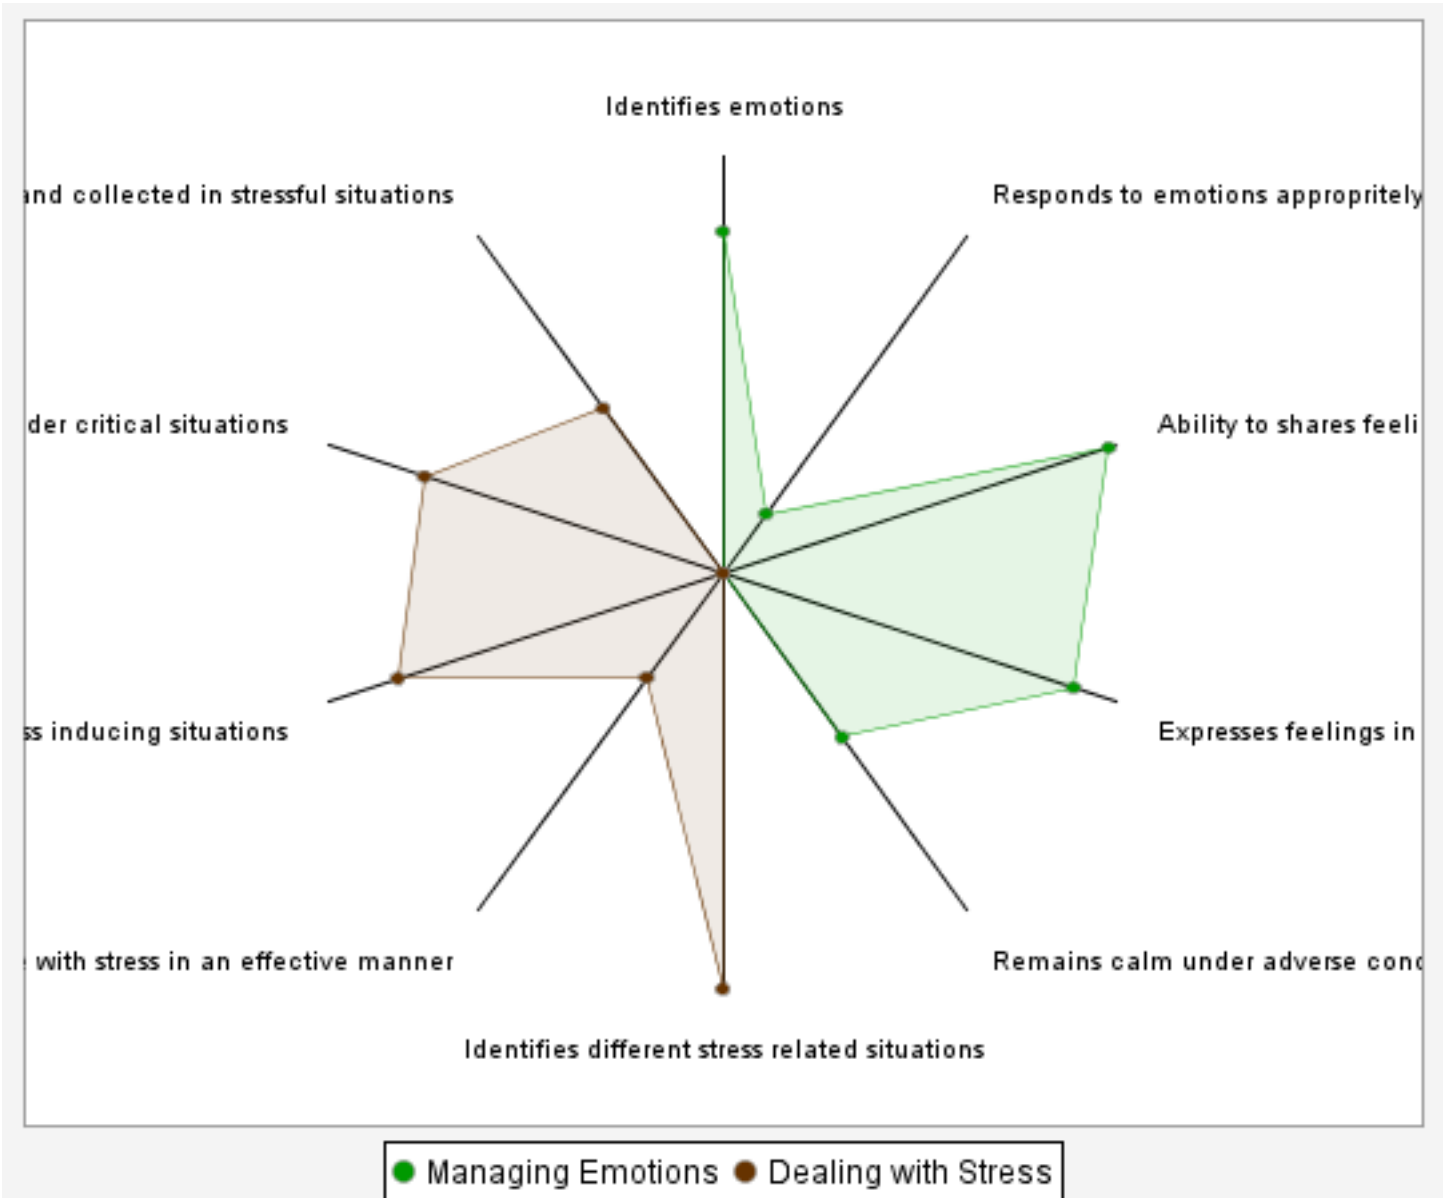 Identifies emotions
and collected in stressful situations
Responds to emotions appropritely
der critical situations
Ability to shares feeli
ss inducing situations
Expresses feelings in
with stress in an effective manner
Remains calm under adverse conc
Identifies different stress related situations
Managing Emotions Dealing with Stress